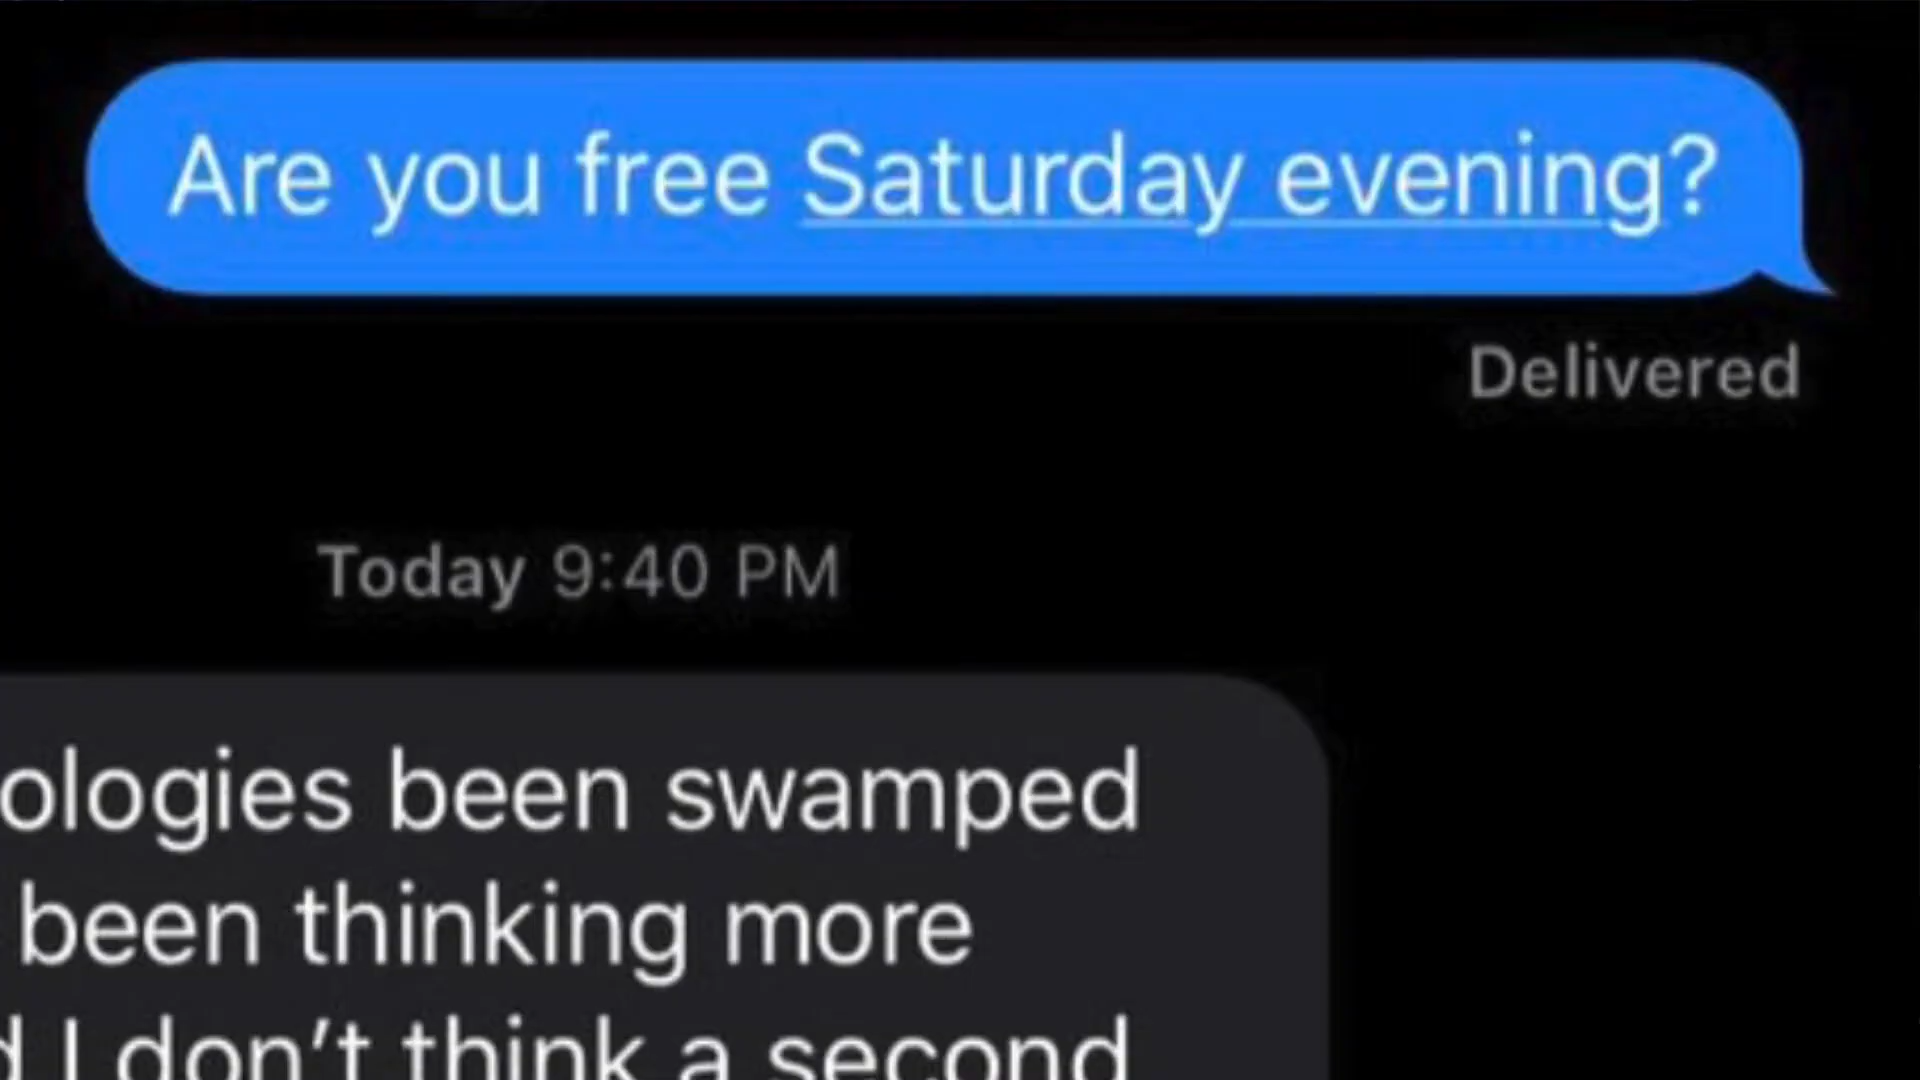 Are you free Saturday evening?
Delivered
Today 9:40 PM
ologies been swamped
been thinking more
d I don't think a second